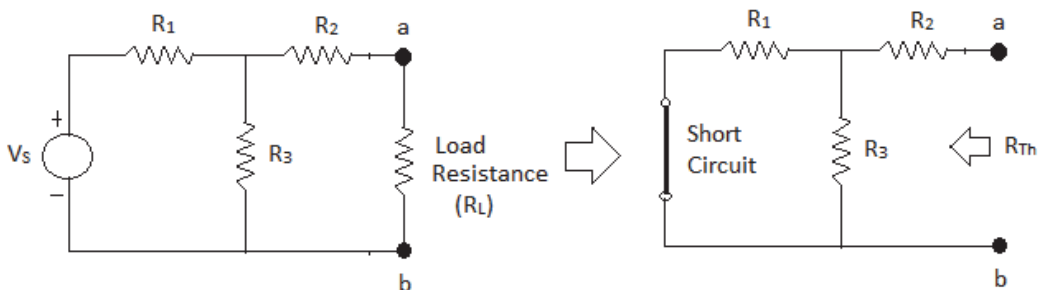 R1
R2
a
+
VS
−
R3
Load
Resistance
(RL)
b
R1
R2
a
Short
Circuit
R3
RTh
b